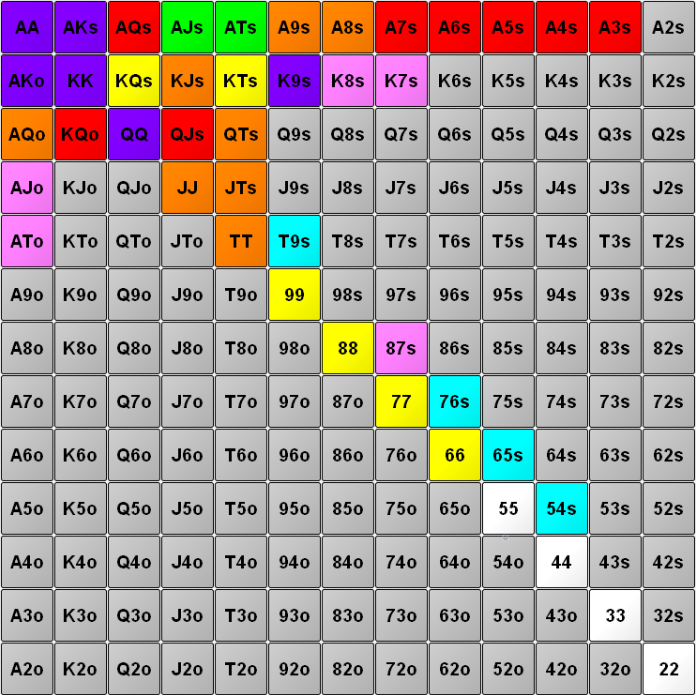 AA AKs AQs AJs ATs A9s A8s A7s A6s A5s A4s A3s A2s
AKo KK KQs KJs KTs K9s K8s K7s K6s K5s K4s K3s K2s
AQo KQo QQ QJs QTs Q9s Q8s Q7s Q6s Q5s Q4s Q3s Q2s
AJo KJo QJo JJ JTs J9s J8s J7s J6s J5s J4s J3s J2s
ATo KTo QTo JTo TT T9s T8s T7s T6s T5s T4s T3s T2s
A9o K9o Q9o J9o T9o 99 98s 97s 96s 95s 94s 93s 92s
A8o K8o Q8o J8o T8o 98o 88 87s 86s 85s 84s 83s 82s
A7o K7o Q7o J7o T7o 97o 87o 77 76s 75s 74s 73s 72s
A6o K6o Q6o J6o T6o 96o 86o 76o 66 65s 64s 63s 62s
A5o K5o Q5o J5o T5o 95o 85o 75o 65o 55 54s 53s 52s
A4o K4o Q4o J4o T4o 94o 84o 74o 64o 54o 44 43s 42s
A3o K3o Q3o J3o T3o 93o 83o 73o 63o 53o 43o 33 32s
A2o K2o Q2o J2o T2o 92o 82o 72o 62o 52o 42o 32o 22